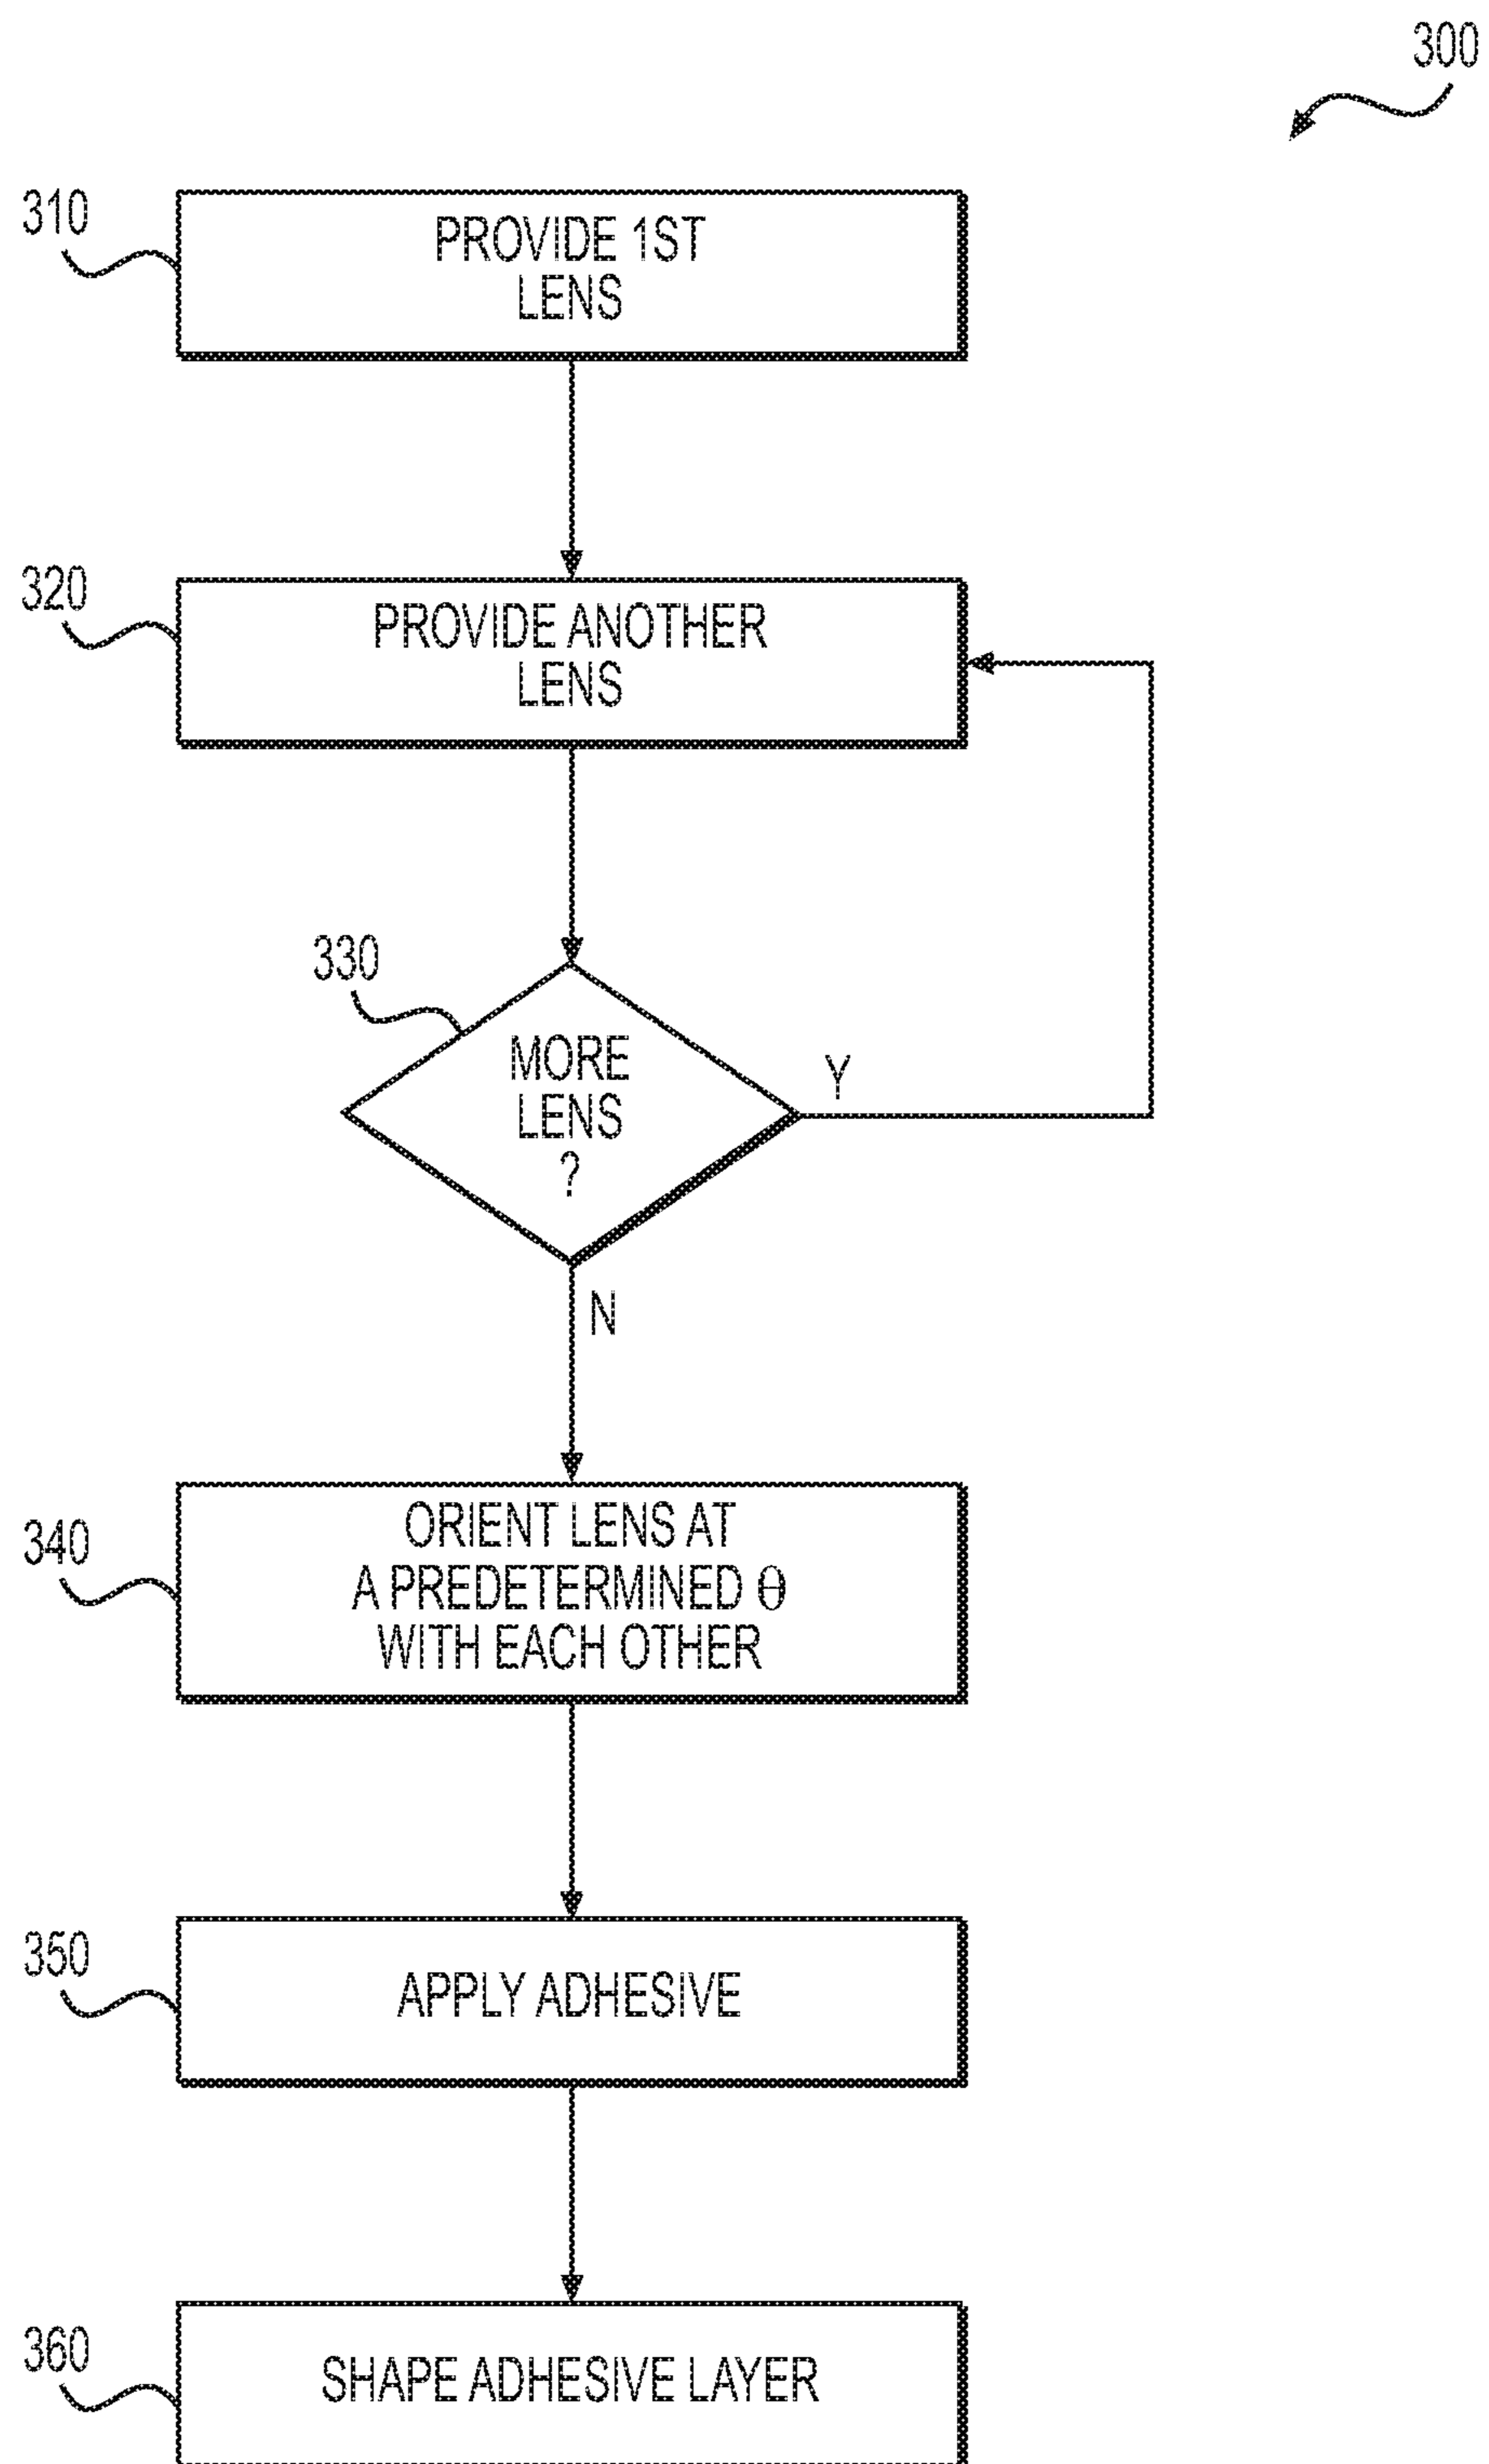 300
310
PROVIDE 1ST
LENS
320
PROVIDE ANOTHER
LENS
330
MORE
LENS
?
Y
N
340
ORIENT LENS AT
A PREDETERMINED Θ
WITH EACH OTHER
350
APPLY ADHESIVE
360
SHAPE ADHESIVE LAYER